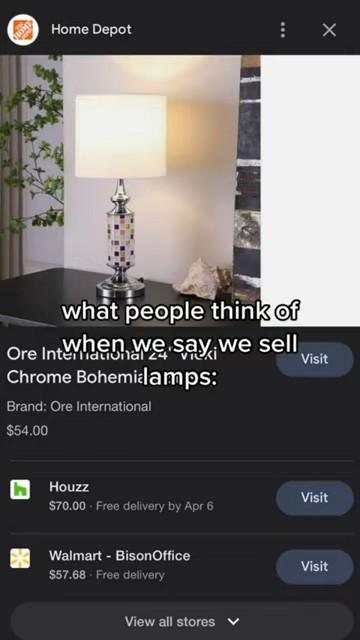 Home Depot
what people think of
when we say we sell
lamps:
Ore International 24"
Chrome Bohemia
Visit
Brand: Ore International
$54.00
Houzz
$70.00 · Free delivery by Apr 6
Visit
Walmart - BisonOffice
$57.68 · Free delivery
Visit
View all stores